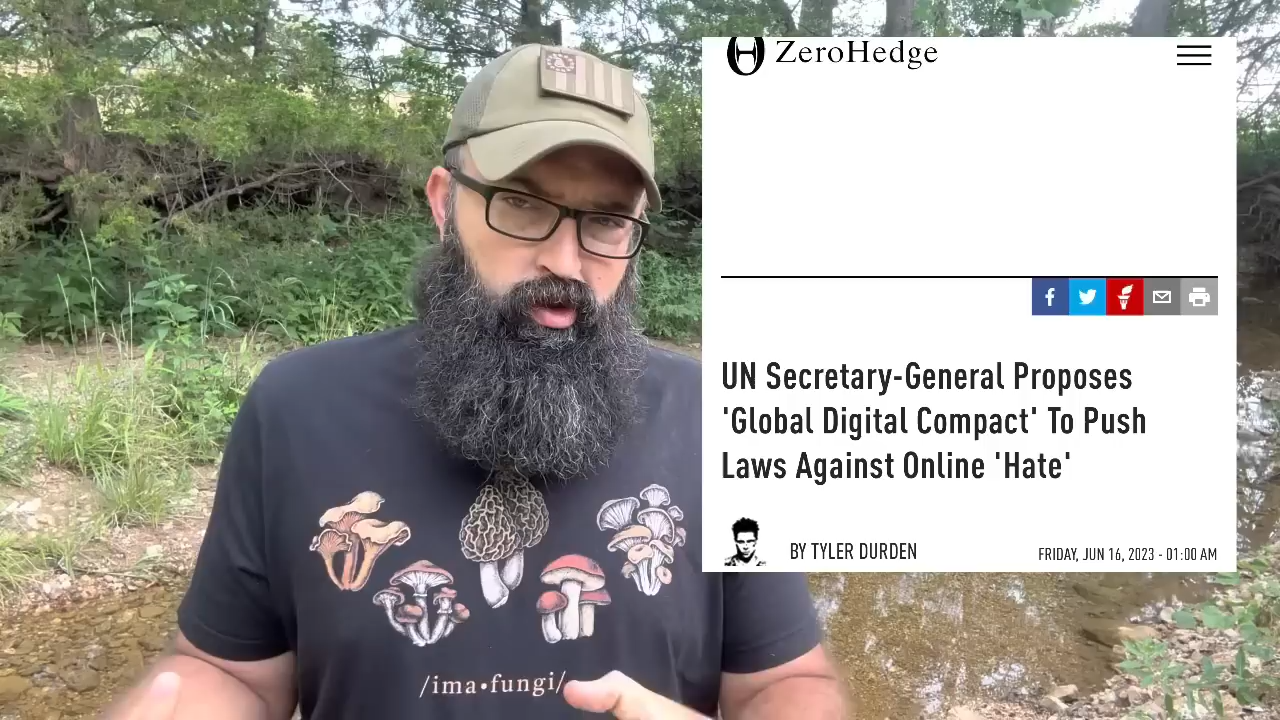 ZeroHedge
UN Secretary-General Proposes
'Global Digital Compact' To Push
Laws Against Online 'Hate'
BY TYLER DURDEN
FRIDAY, JUN 16, 2023 - 01:00 AM
/ima•fungi/